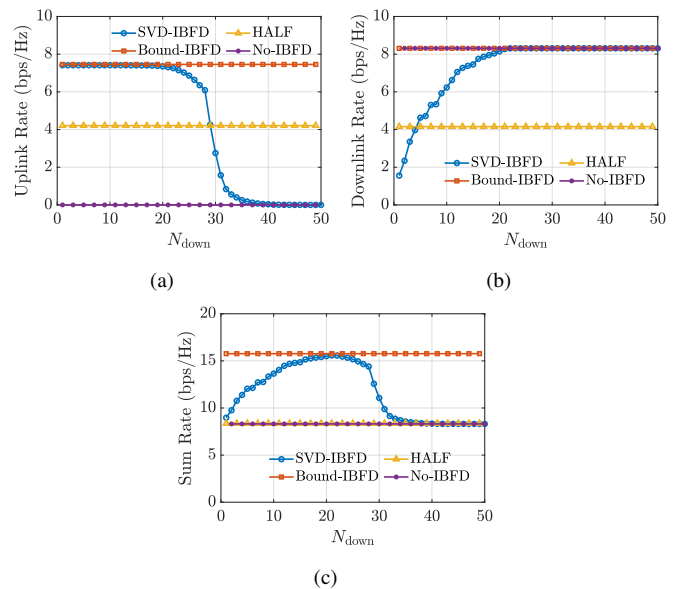 10
8
6
4
2
0
Uplink Rate (bps/Hz)
SVD-IBFD
HALF
Bound-IBFD
No-IBFD
0 10 20 30 40 50
N_down
(a)
10
8
6
4
2
0
Downlink Rate (bps/Hz)
SVD-IBFD
HALF
Bound-IBFD
No-IBFD
0 10 20 30 40 50
N_down
(b)
20
15
10
5
0
Sum Rate (bps/Hz)
SVD-IBFD
HALF
Bound-IBFD
No-IBFD
0 10 20 30 40 50
N_down
(c)